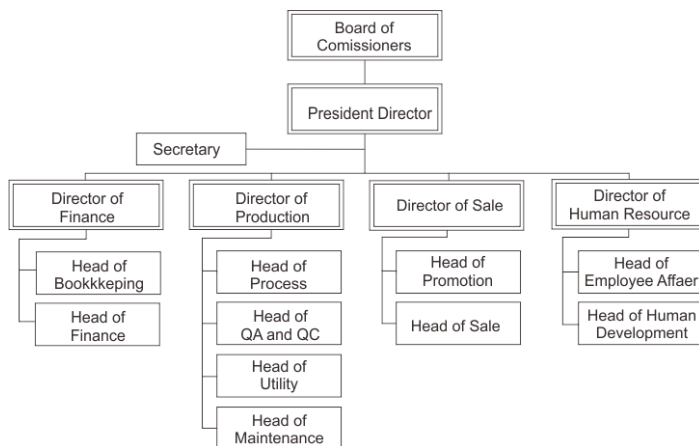 Board of
Comissioners
President Director
Secretary
Director of
Finance
Director of
Production
Director of Sale
Director of
Human Resource
Head of
Bookkkeping
Head of
Process
Head of
Promotion
Head of
Employee Affaer
Head of
Finance
Head of
QA and QC
Head of Sale
Head of Human
Development
Head of
Utility
Head of
Maintenance